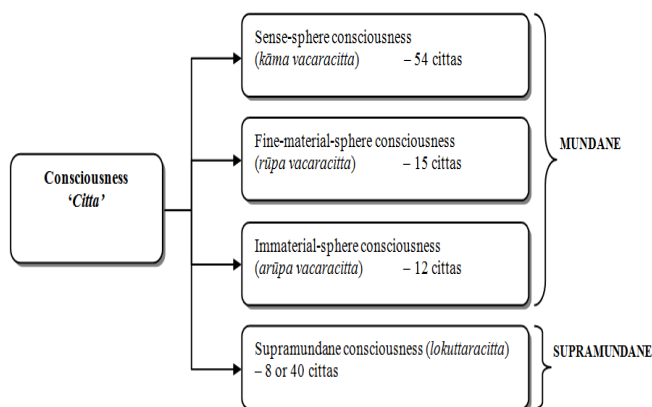 Consciousness
‘Citta’
Sense-sphere consciousness
(kāma vacaracitta) – 54 cittas
Fine-material-sphere consciousness
(rūpa vacaracitta) – 15 cittas
Immaterial-sphere consciousness
(arūpa vacaracitta) – 12 cittas
MUNDANE
Supramundane consciousness (lokuttaracitta)
– 8 or 40 cittas
SUPRAMUNDANE